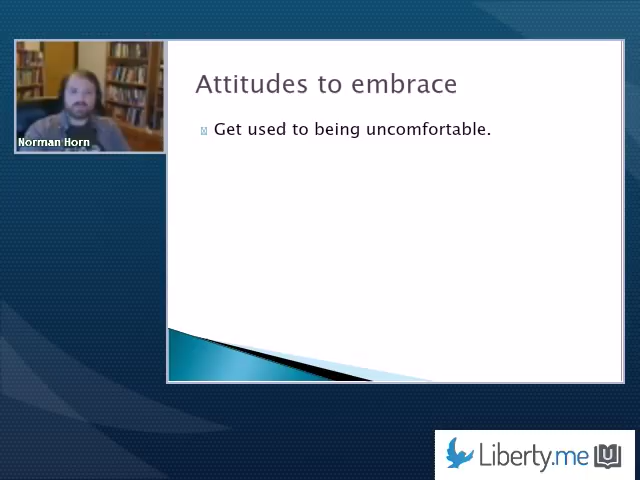 Norman Horn
Attitudes to embrace
Get used to being uncomfortable.
Liberty.me